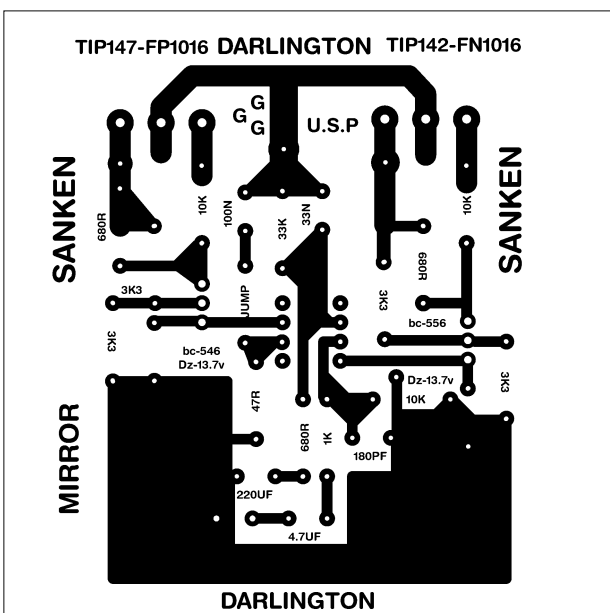 TIP147-FP1016 DARLINGTON TIP142-FN1016
G
G
G
U.S.P
SANKEN
SANKEN
680R
10K
100N
33K
33N
10K
680R
3K3
3K3
JUMP
3K3
bc-546
Dz-13.7v
bc-556
Dz-13.7v
3K3
10K
47R
680R
1K
180PF
MIRROR
220UF
4.7UF
DARLINGTON